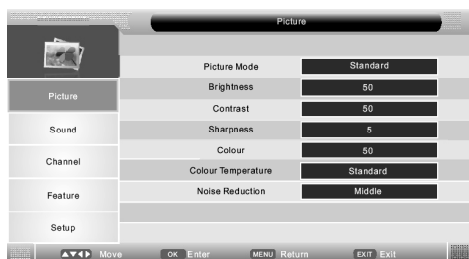 Picture
Picture Mode Standard
Brightness 50
Contrast 50
Sharpness 5
Colour 50
Colour Temperature Standard
Noise Reduction Middle
Picture
Sound
Channel
Feature
Setup
Move OK Enter MENU Return EXIT Exit